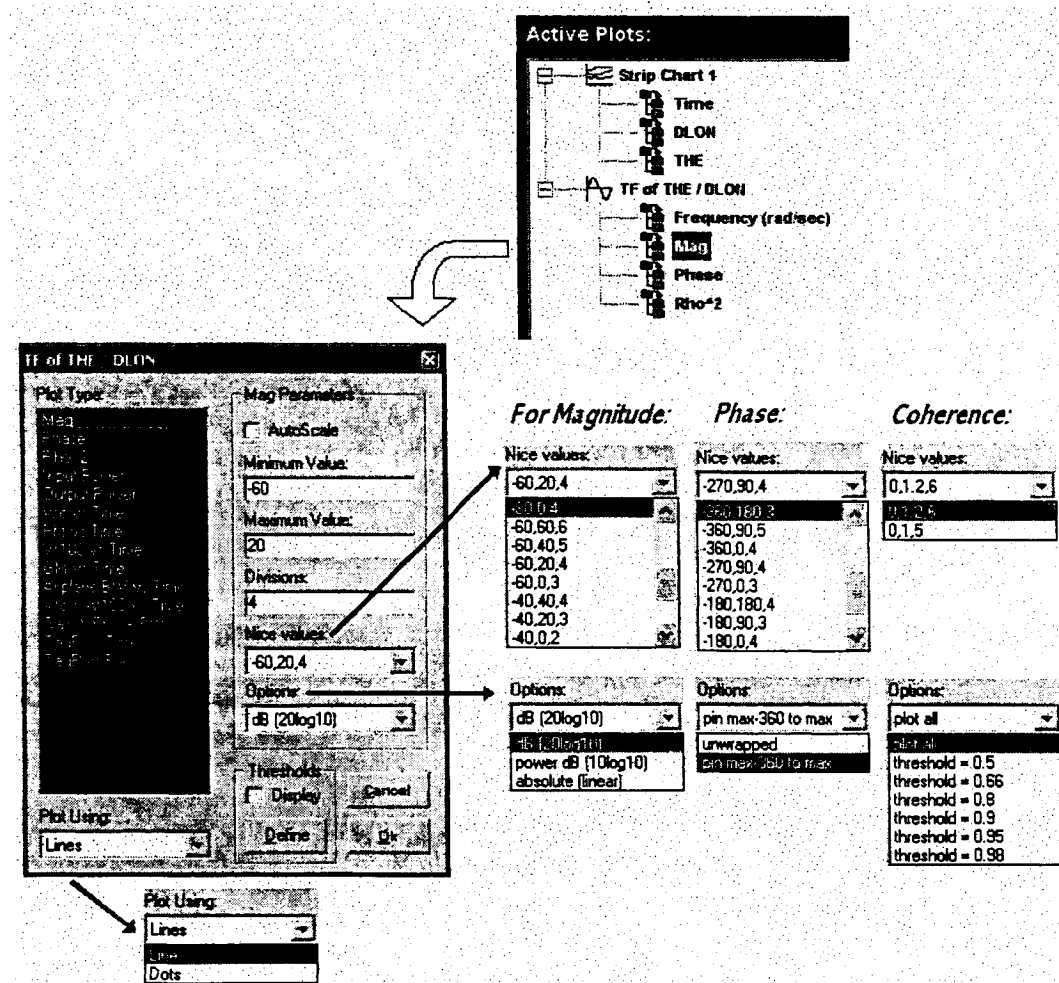 Active Plots:
Strip Chart 1
Time
DLON
THE
TF of THE / DLON
Frequency (rad/sec)
Mag
Phase
Rho^2
TF of THE / DLON
Plot Type:
Mag
Phase
Mag Parameters
AutoScale
Minimum Value:
-60
Maximum Value:
20
Divisions:
4
Nice values:
-60,20,4
Options:
dB (20log10)
Thresholds
Display
Define
Cancel
Ok
Plot Using:
Lines
Plot Using:
Lines
Line
Dots
For Magnitude:
Nice values:
-60,20,4
-60,60,6
-60,40,5
-60,20,4
-60,0,3
-40,40,4
-40,20,3
-40,0,2
Options:
dB (20log10)
dB (20log10)
power dB (10log10)
absolute (linear)
Phase:
Nice values:
-270,90,4
-360,180,3
-360,90,5
-360,0,4
-270,90,4
-270,0,3
-180,180,4
-180,90,3
-180,0,4
Options:
pin max-360 to max
unwrapped
pin max-360 to max
Coherence:
Nice values:
0,1.2,6
0,1.2,6
0,1,5
Options:
plot all
plot all
threshold = 0.5
threshold = 0.66
threshold = 0.8
threshold = 0.9
threshold = 0.95
threshold = 0.98